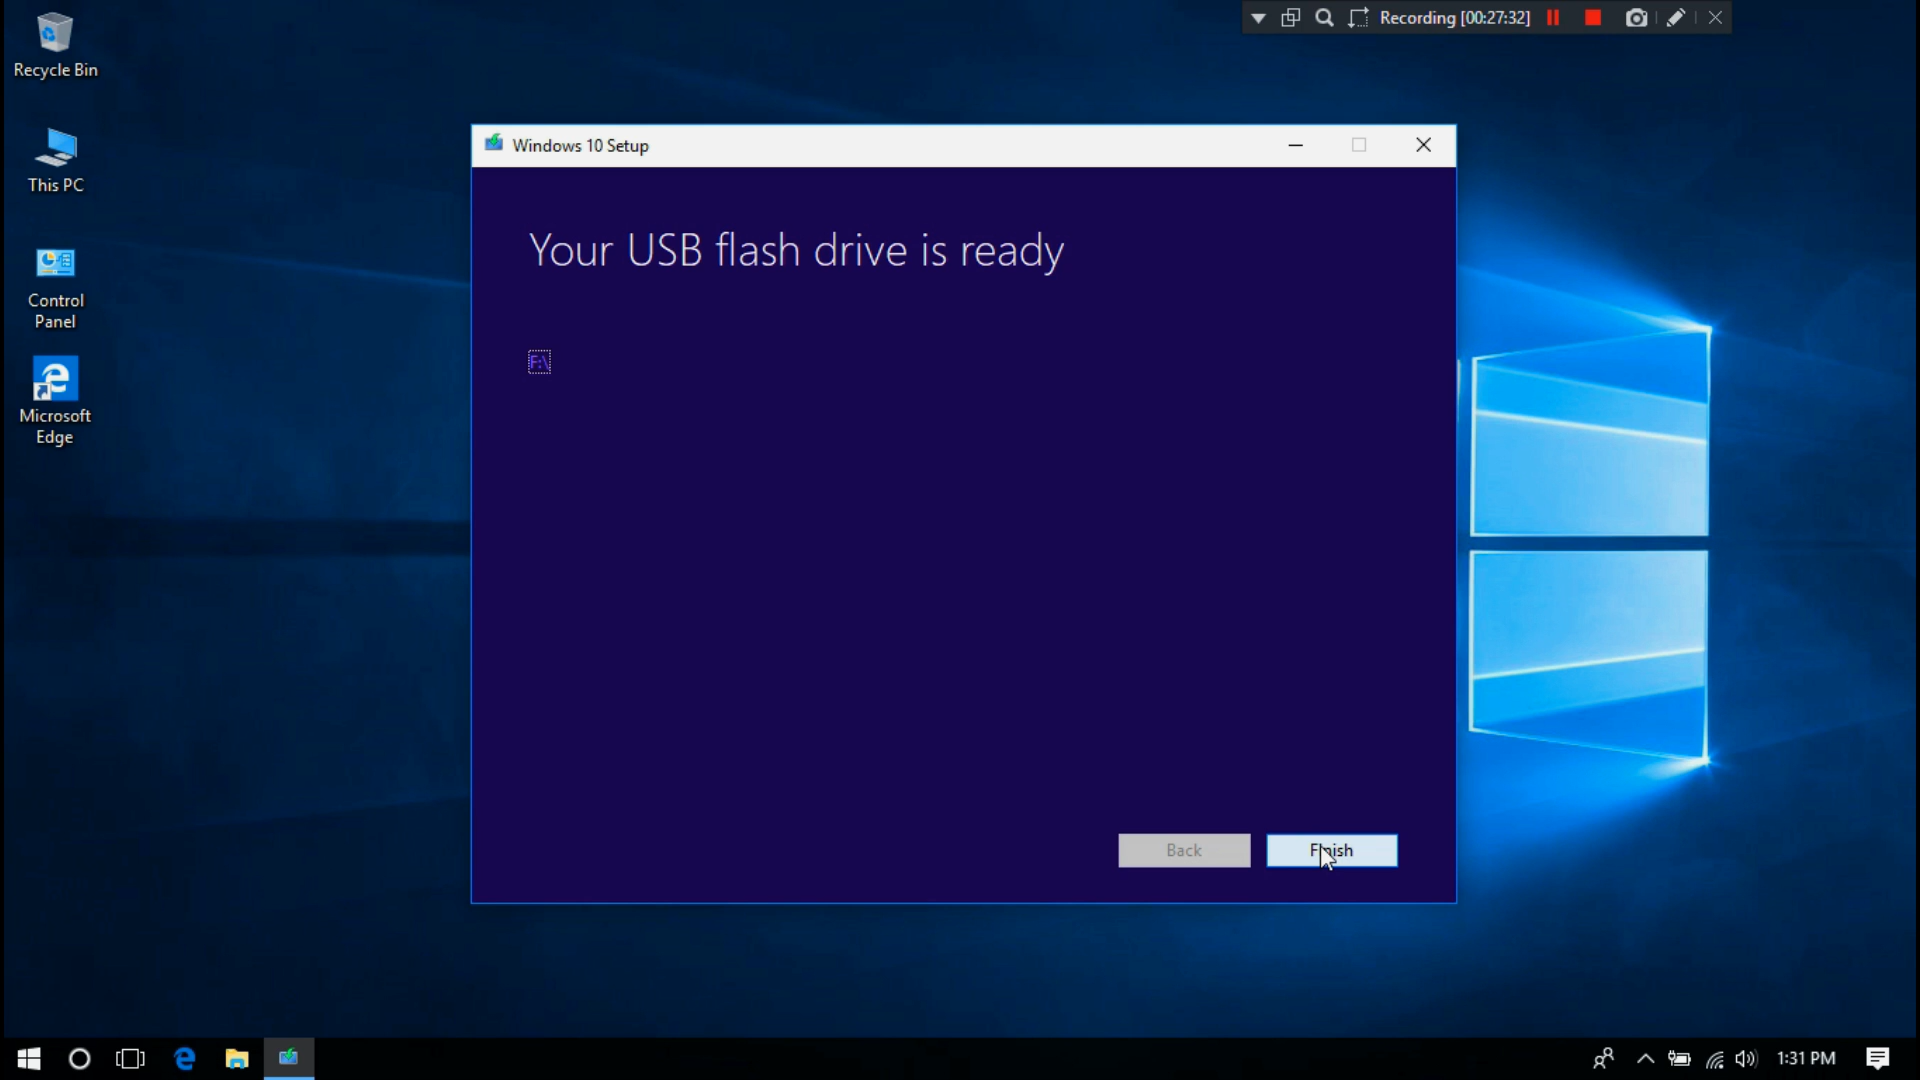 Recycle Bin
This PC
Control
Panel
Microsoft
Edge
Recording [00:27:32]
Windows 10 Setup
Your USB flash drive is ready
F:\
Back
Finish
1:31 PM